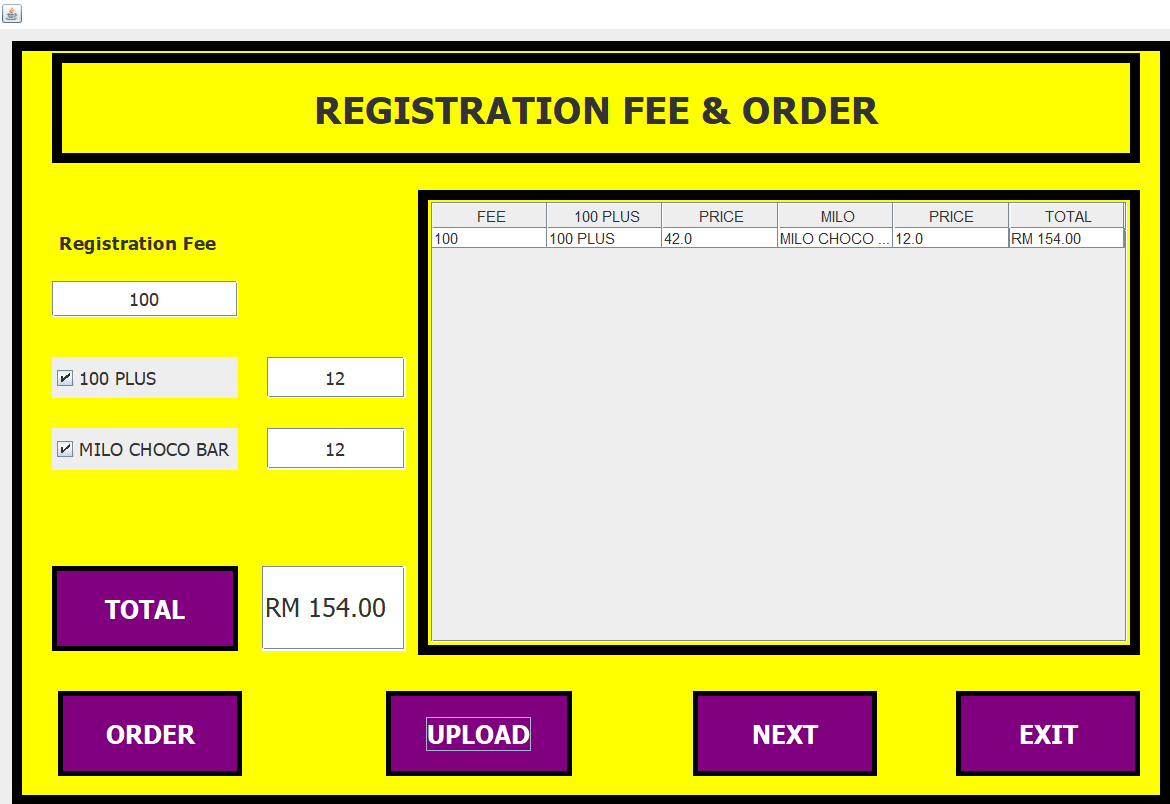 REGISTRATION FEE & ORDER
Registration Fee
100
100 PLUS 12
MILO CHOCO BAR 12
TOTAL RM 154.00
FEE 100 PLUS PRICE MILO PRICE TOTAL
100 100 PLUS 42.0 MILO CHOCO ... 12.0 RM 154.00
ORDER UPLOAD NEXT EXIT